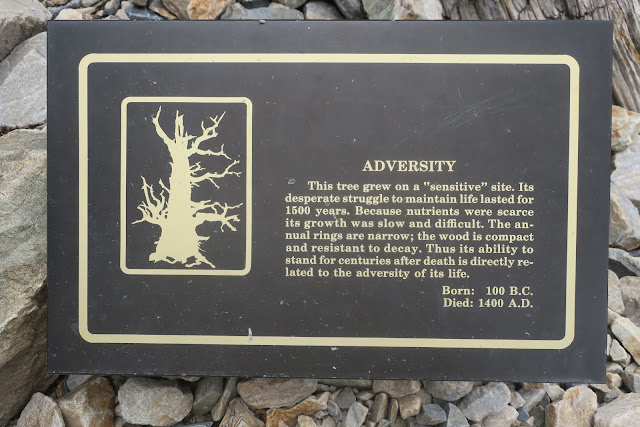 ADVERSITY
This tree grew on a "sensitive" site. Its
desperate struggle to maintain life lasted for
1500 years. Because nutrients were scarce
its growth was slow and difficult. The an-
nual rings are narrow; the wood is compact
and resistant to decay. Thus its ability to
stand for centuries after death is directly re-
lated to the adversity of its life.
Born: 100 B.C.
Died: 1400 A.D.